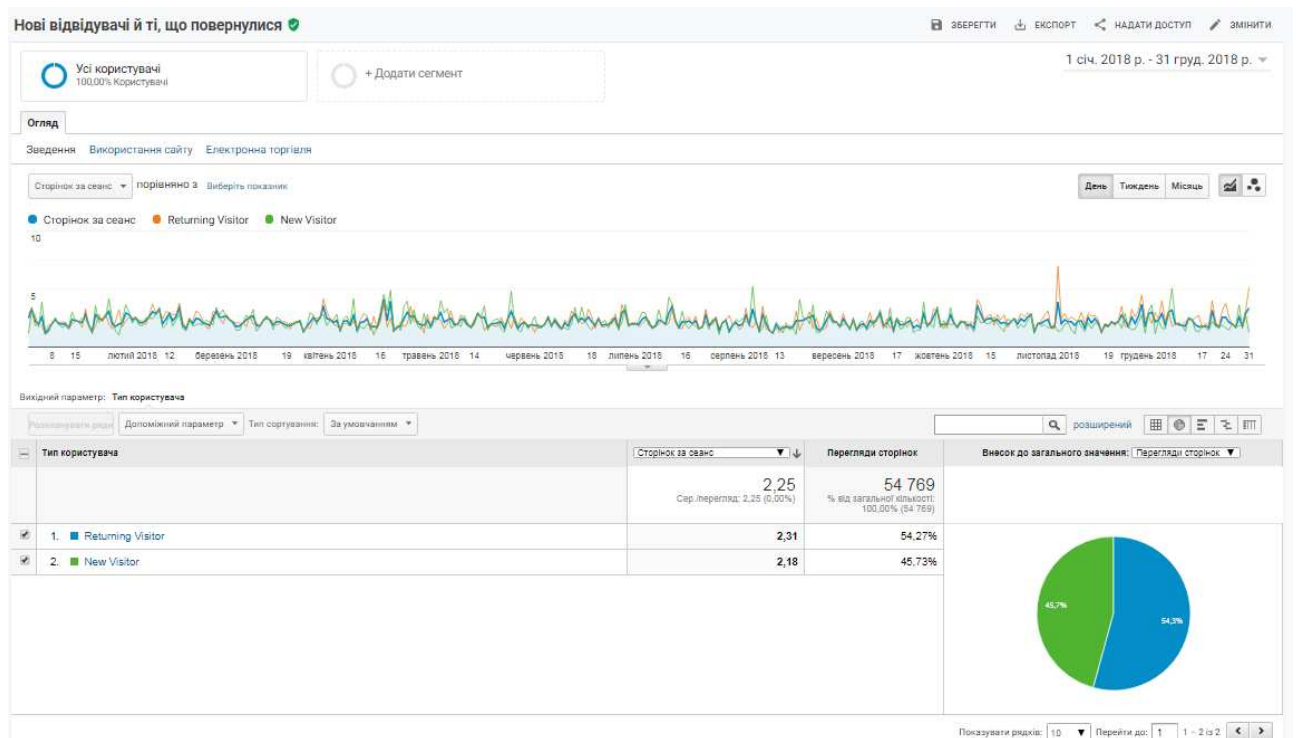 Нові відвідувачі й ті, що повернулися
ЗБЕРЕГТИ ЕКСПОРТ НАДАТИ ДОСТУП ЗМІНИТИ
Усі користувачі
100,00% Користувачі
+ Додати сегмент
1 січ. 2018 р. - 31 груд. 2018 р.
Огляд
Зведення Використання сайту Електронна торгівля
Сторінок за сеанс порівняно з Виберіть показник
День Тиждень Місяць
Сторінок за сеанс Returning Visitor New Visitor
10
5
8 15 лютий 2018 12 березень 2018 19 квітень 2018 16 травень 2018 14 червень 2018 18 липень 2018 16 серпень 2018 13 вересень 2018 17 жовтень 2018 15 листопад 2018 19 грудень 2018 17 24 31
Вихідний параметр: Тип користувача
Допоміжний параметр Тип сортування: За умовчанням
розширений
Тип користувача Сторінок за сеанс Перегляди сторінок Внесок до загального значення: Перегляди сторінок
2,25 54 769
Сер./перегляд: 2,25 (0,00%) % від загальної кількості:
100,00% (54 769)
1. Returning Visitor 2,31 54,27%
2. New Visitor 2,18 45,73%
45,7%
54,3%
Показувати рядків: 10 Перейти до: 1 1 - 2 із 2